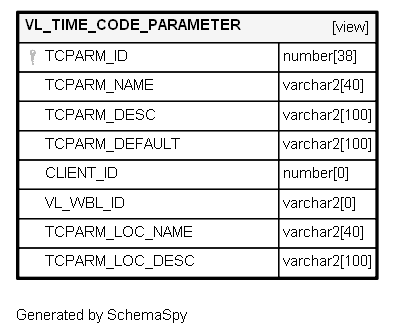 VL_TIME_CODE_PARAMETER [view]
TCPARM_ID number[38]
TCPARM_NAME varchar2[40]
TCPARM_DESC varchar2[100]
TCPARM_DEFAULT varchar2[100]
CLIENT_ID number[0]
VL_WBL_ID varchar2[0]
TCPARM_LOC_NAME varchar2[40]
TCPARM_LOC_DESC varchar2[100]
Generated by SchemaSpy